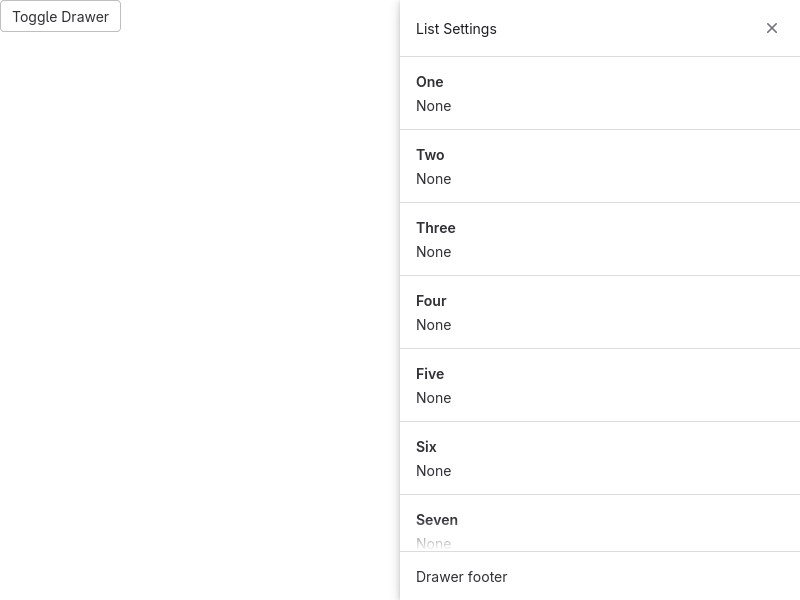 Toggle Drawer
List Settings
One
None
Two
None
Three
None
Four
None
Five
None
Six
None
Seven
None
Drawer footer